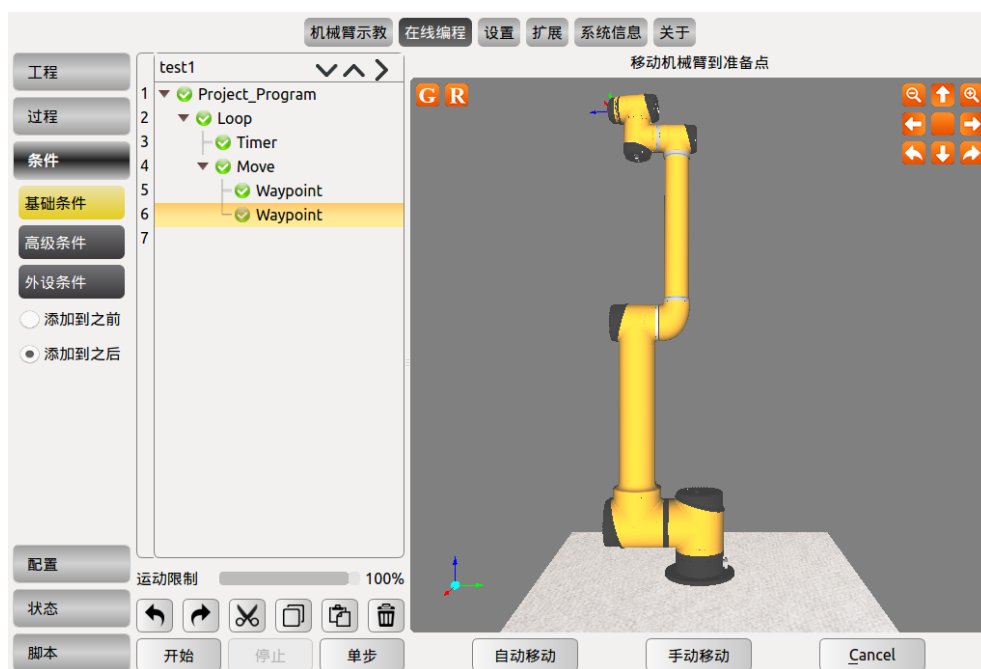 机械臂示教 在线编程 设置 扩展 系统信息 关于
移动机械臂到准备点
工程
过程
条件
基础条件
高级条件
外设条件
添加到之前
添加到之后
配置
状态
脚本
test1
1 Project_Program
2 Loop
3 Timer
4 Move
5 Waypoint
6 Waypoint
7
运动限制 100%
开始 停止 单步
G R
自动移动 手动移动 Cancel